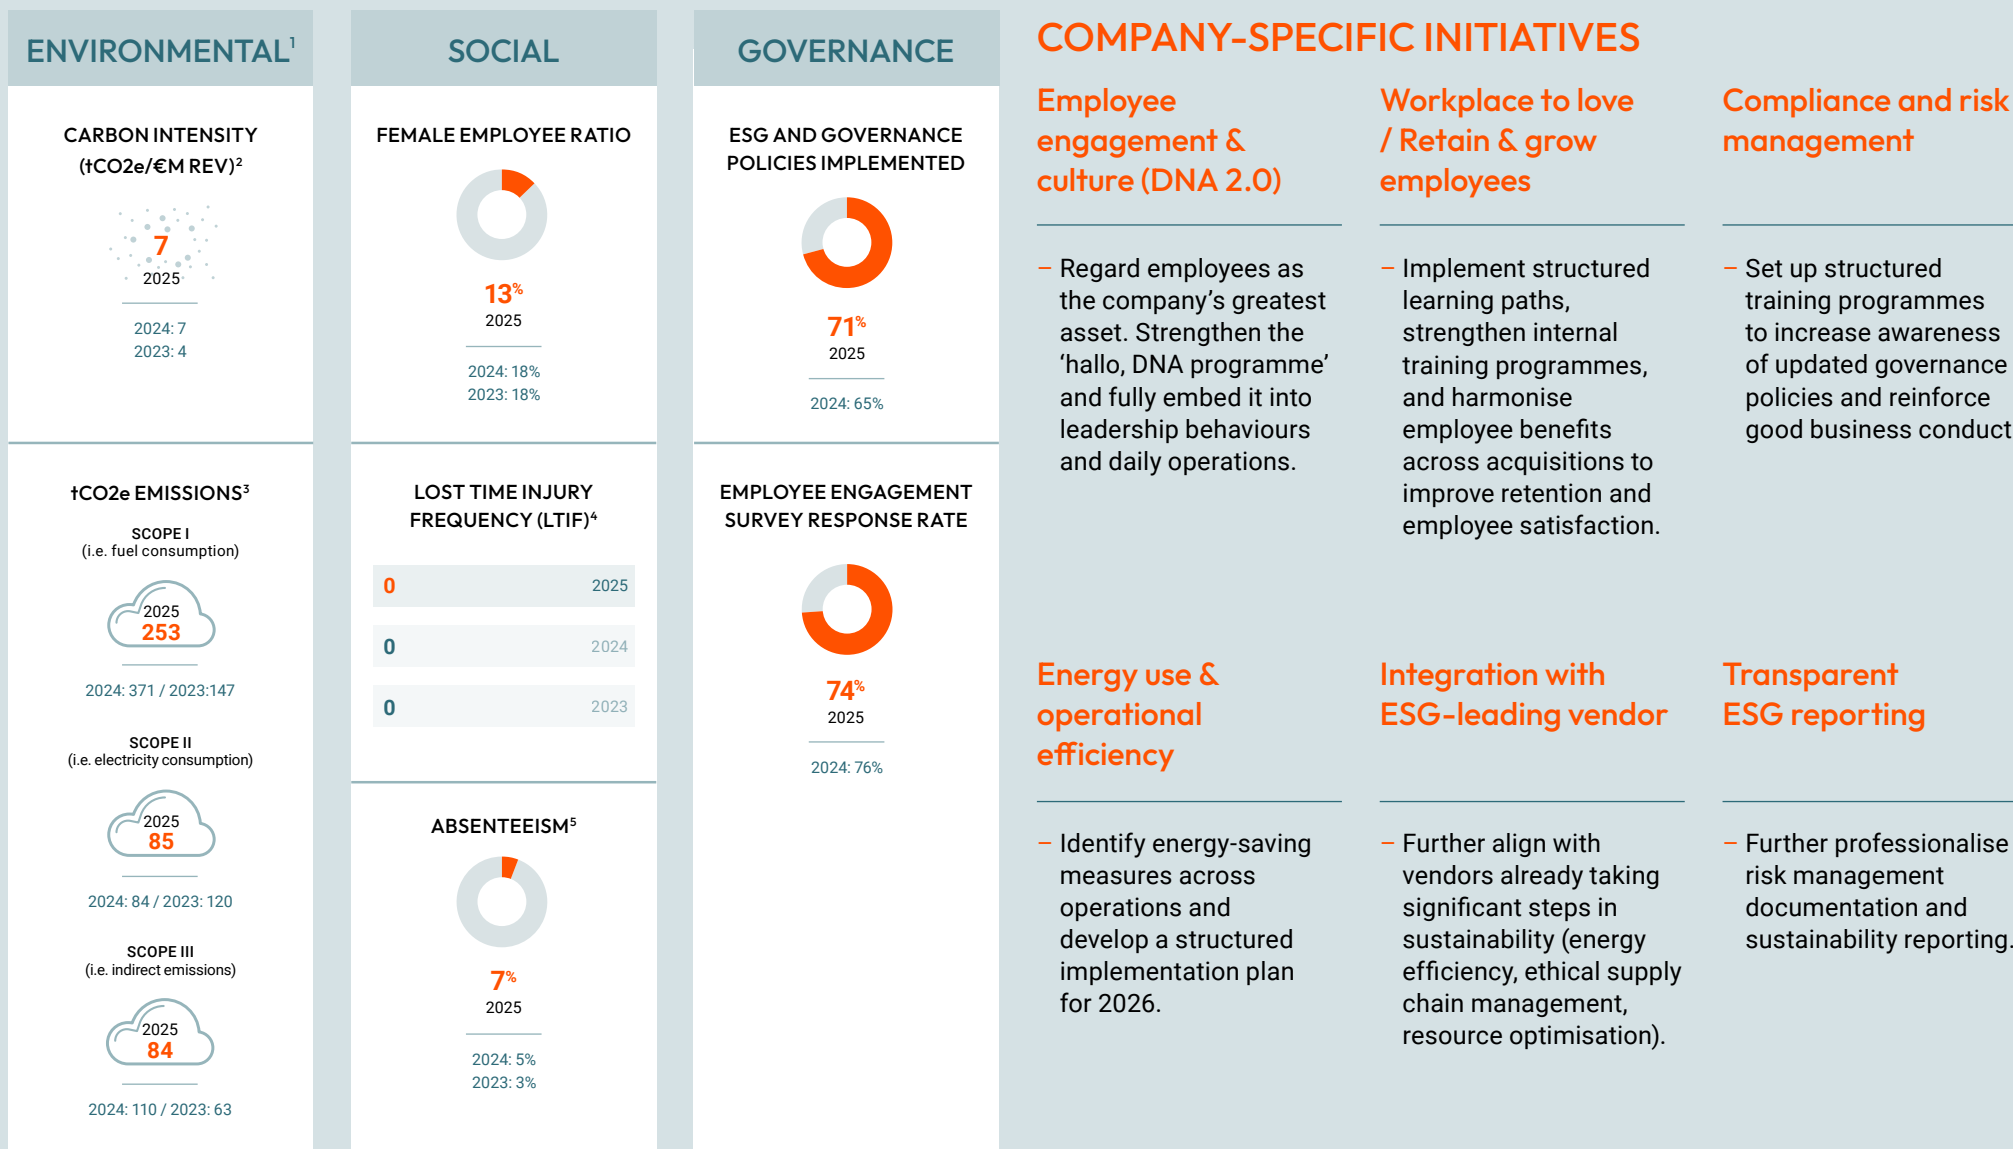 ENVIRONMENTAL1
CARBON INTENSITY
(tCO2e/€M REV)2
7
2025
2024: 7
2023: 4
tCO2e EMISSIONS3
SCOPE I
(i.e. fuel consumption)
2025
253
2024: 371 / 2023:147
SCOPE II
(i.e. electricity consumption)
2025
85
2024: 84 / 2023: 120
SCOPE III
(i.e. indirect emissions)
2025
84
2024: 110 / 2023: 63
SOCIAL
FEMALE EMPLOYEE RATIO
13%
2025
2024: 18%
2023: 18%
LOST TIME INJURY
FREQUENCY (LTIF)4
0 2025
0 2024
0 2023
ABSENTEEISM5
7%
2025
2024: 5%
2023: 3%
GOVERNANCE
ESG AND GOVERNANCE
POLICIES IMPLEMENTED
71%
2025
2024: 65%
EMPLOYEE ENGAGEMENT
SURVEY RESPONSE RATE
74%
2025
2024: 76%
COMPANY-SPECIFIC INITIATIVES
Employee
engagement &
culture (DNA 2.0)
– Regard employees as
the company's greatest
asset. Strengthen the
'hallo, DNA programme'
and fully embed it into
leadership behaviours
and daily operations.
Workplace to love
/ Retain & grow
employees
– Implement structured
learning paths,
strengthen internal
training programmes,
and harmonise
employee benefits
across acquisitions to
improve retention and
employee satisfaction.
Compliance and risk
management
– Set up structured
training programmes
to increase awareness
of updated governance
policies and reinforce
good business conduct
Energy use &
operational
efficiency
– Identify energy-saving
measures across
operations and
develop a structured
implementation plan
for 2026.
Integration with
ESG-leading vendor
– Further align with
vendors already taking
significant steps in
sustainability (energy
efficiency, ethical supply
chain management,
resource optimisation).
Transparent
ESG reporting
– Further professionalise
risk management
documentation and
sustainability reporting.